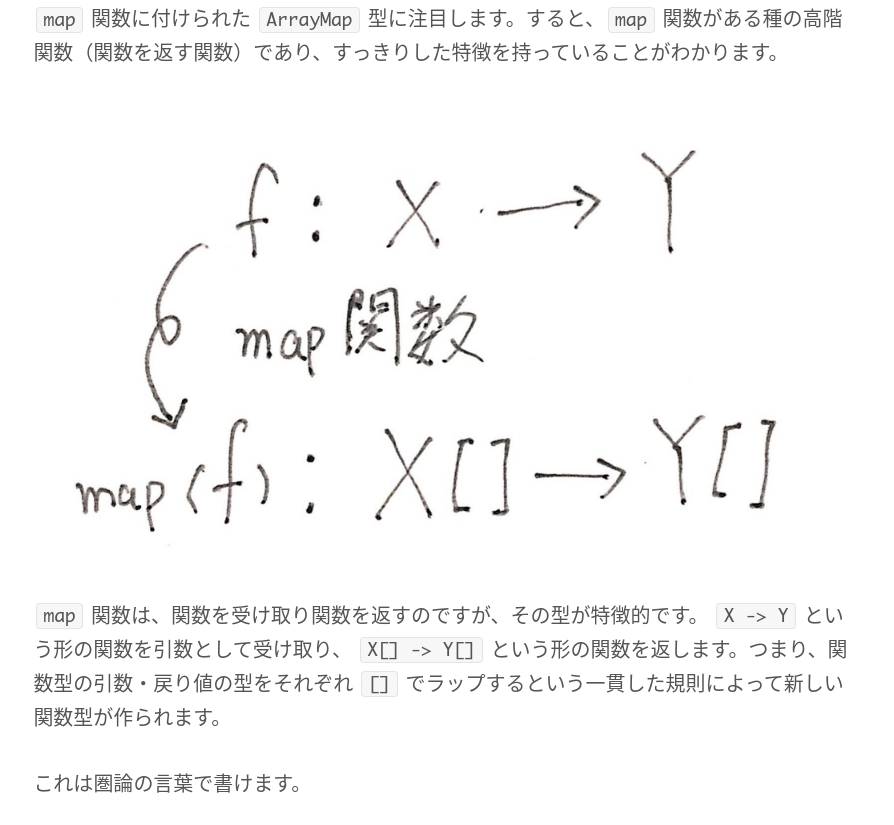 map 関数に付けられた ArrayMap 型に注目します。すると、 map 関数がある種の高階
関数（関数を返す関数）であり、すっきりした特徴を持っていることがわかります。
f : X → Y
map 関数
map(f) : X[] → Y[]
map 関数は、関数を受け取り関数を返すのですが、その型が特徴的です。 X -> Y とい
う形の関数を引数として受け取り、 X[] -> Y[] という形の関数を返します。つまり、関
数型の引数・戻り値の型をそれぞれ [] でラップするという一貫した規則によって新しい
関数型が作られます。
これは圏論の言葉で書けます。